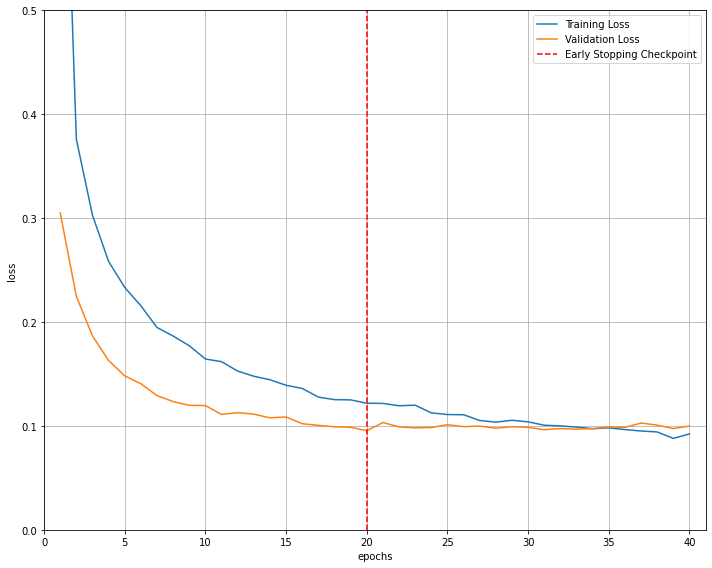 Training Loss
Validation Loss
Early Stopping Checkpoint
0.5
0.4
0.3
0.2
0.1
0.0
loss
0 5 10 15 20 25 30 35 40
epochs